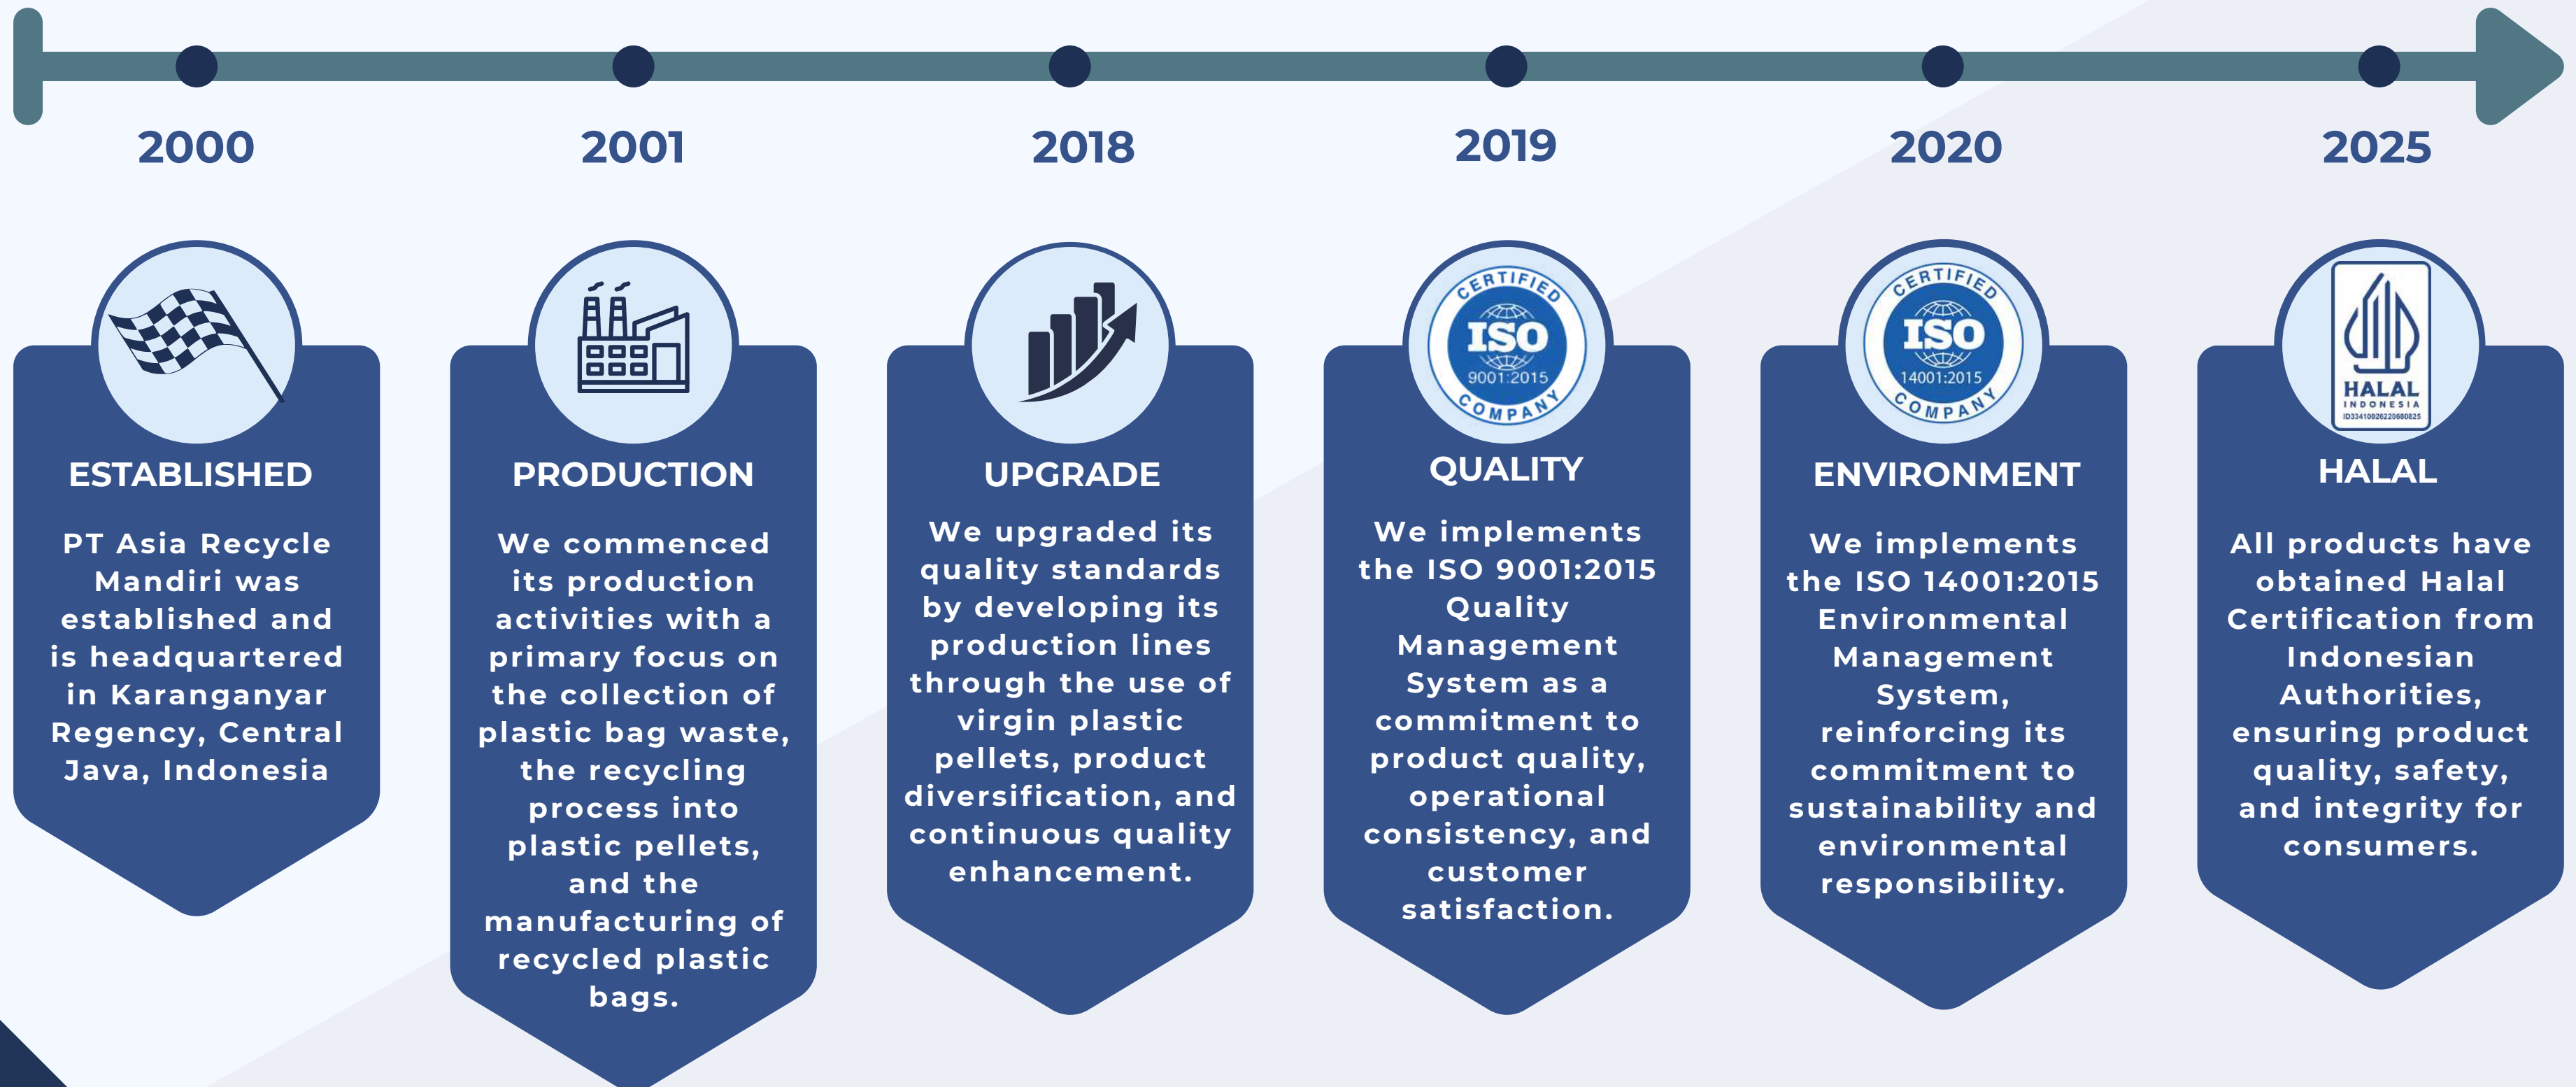 2000
2001
2018
2019
2020
2025
ESTABLISHED
PT Asia Recycle
Mandiri was
established and
is headquartered
in Karanganyar
Regency, Central
Java, Indonesia
PRODUCTION
We commenced
its production
activities with a
primary focus on
the collection of
plastic bag waste,
the recycling
process into
plastic pellets,
and the
manufacturing of
recycled plastic
bags.
UPGRADE
We upgraded its
quality standards
by developing its
production lines
through the use of
virgin plastic
pellets, product
diversification, and
continuous quality
enhancement.
CERTIFIED
ISO
9001:2015
COMPANY
QUALITY
We implements
the ISO 9001:2015
Quality
Management
System as a
commitment to
product quality,
operational
consistency, and
customer
satisfaction.
CERTIFIED
ISO
14001:2015
COMPANY
ENVIRONMENT
We implements
the ISO 14001:2015
Environmental
Management
System,
reinforcing its
commitment to
sustainability and
environmental
responsibility.
HALAL
INDONESIA
ID33410026220680825
HALAL
All products have
obtained Halal
Certification from
Indonesian
Authorities,
ensuring product
quality, safety,
and integrity for
consumers.